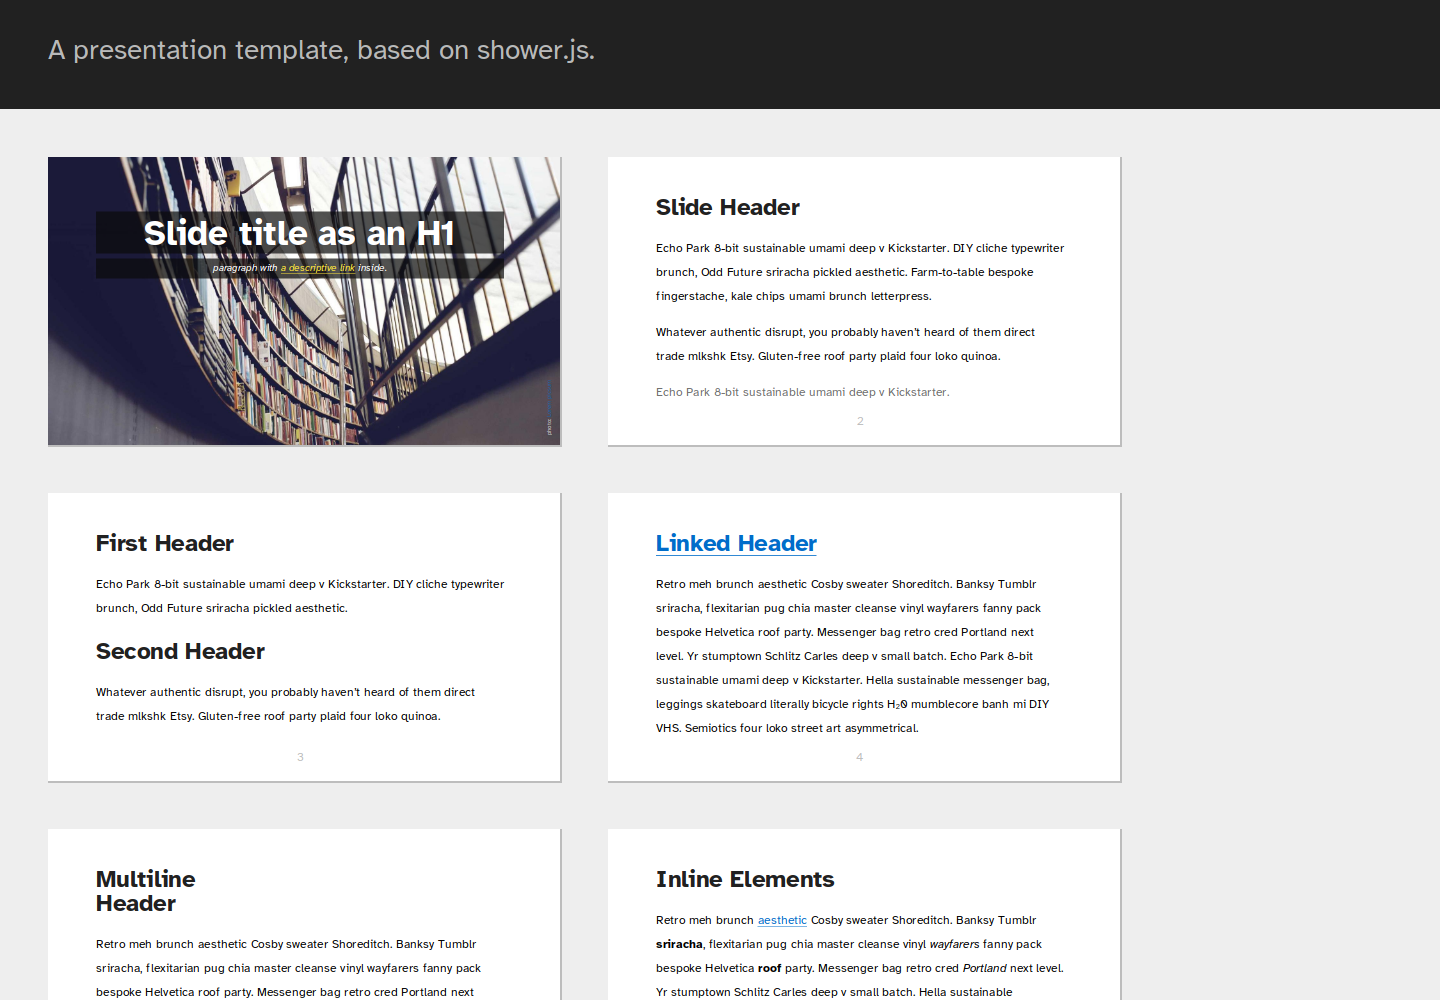 A presentation template, based on shower.js.
Slide title as an H1
paragraph with a descriptive link inside.
photo:
Slide Header
Echo Park 8-bit sustainable umami deep v Kickstarter. DIY cliche typewriter
brunch, Odd Future sriracha pickled aesthetic. Farm-to-table bespoke
fingerstache, kale chips umami brunch letterpress.
Whatever authentic disrupt, you probably haven't heard of them direct
trade mlkshk Etsy. Gluten-free roof party plaid four loko quinoa.
Echo Park 8-bit sustainable umami deep v Kickstarter.
2
First Header
Echo Park 8-bit sustainable umami deep v Kickstarter. DIY cliche typewriter
brunch, Odd Future sriracha pickled aesthetic.
Second Header
Whatever authentic disrupt, you probably haven't heard of them direct
trade mlkshk Etsy. Gluten-free roof party plaid four loko quinoa.
3
Linked Header
Retro meh brunch aesthetic Cosby sweater Shoreditch. Banksy Tumblr
sriracha, flexitarian pug chia master cleanse vinyl wayfarers fanny pack
bespoke Helvetica roof party. Messenger bag retro cred Portland next
level. Yr stumptown Schlitz Carles deep v small batch. Echo Park 8-bit
sustainable umami deep v Kickstarter. Hella sustainable messenger bag,
leggings skateboard literally bicycle rights H₂0 mumblecore banh mi DIY
VHS. Semiotics four loko street art asymmetrical.
4
Multiline
Header
Retro meh brunch aesthetic Cosby sweater Shoreditch. Banksy Tumblr
sriracha, flexitarian pug chia master cleanse vinyl wayfarers fanny pack
bespoke Helvetica roof party. Messenger bag retro cred Portland next
Inline Elements
Retro meh brunch aesthetic Cosby sweater Shoreditch. Banksy Tumblr
sriracha, flexitarian pug chia master cleanse vinyl wayfarers fanny pack
bespoke Helvetica roof party. Messenger bag retro cred Portland next level.
Yr stumptown Schlitz Carles deep v small batch. Hella sustainable